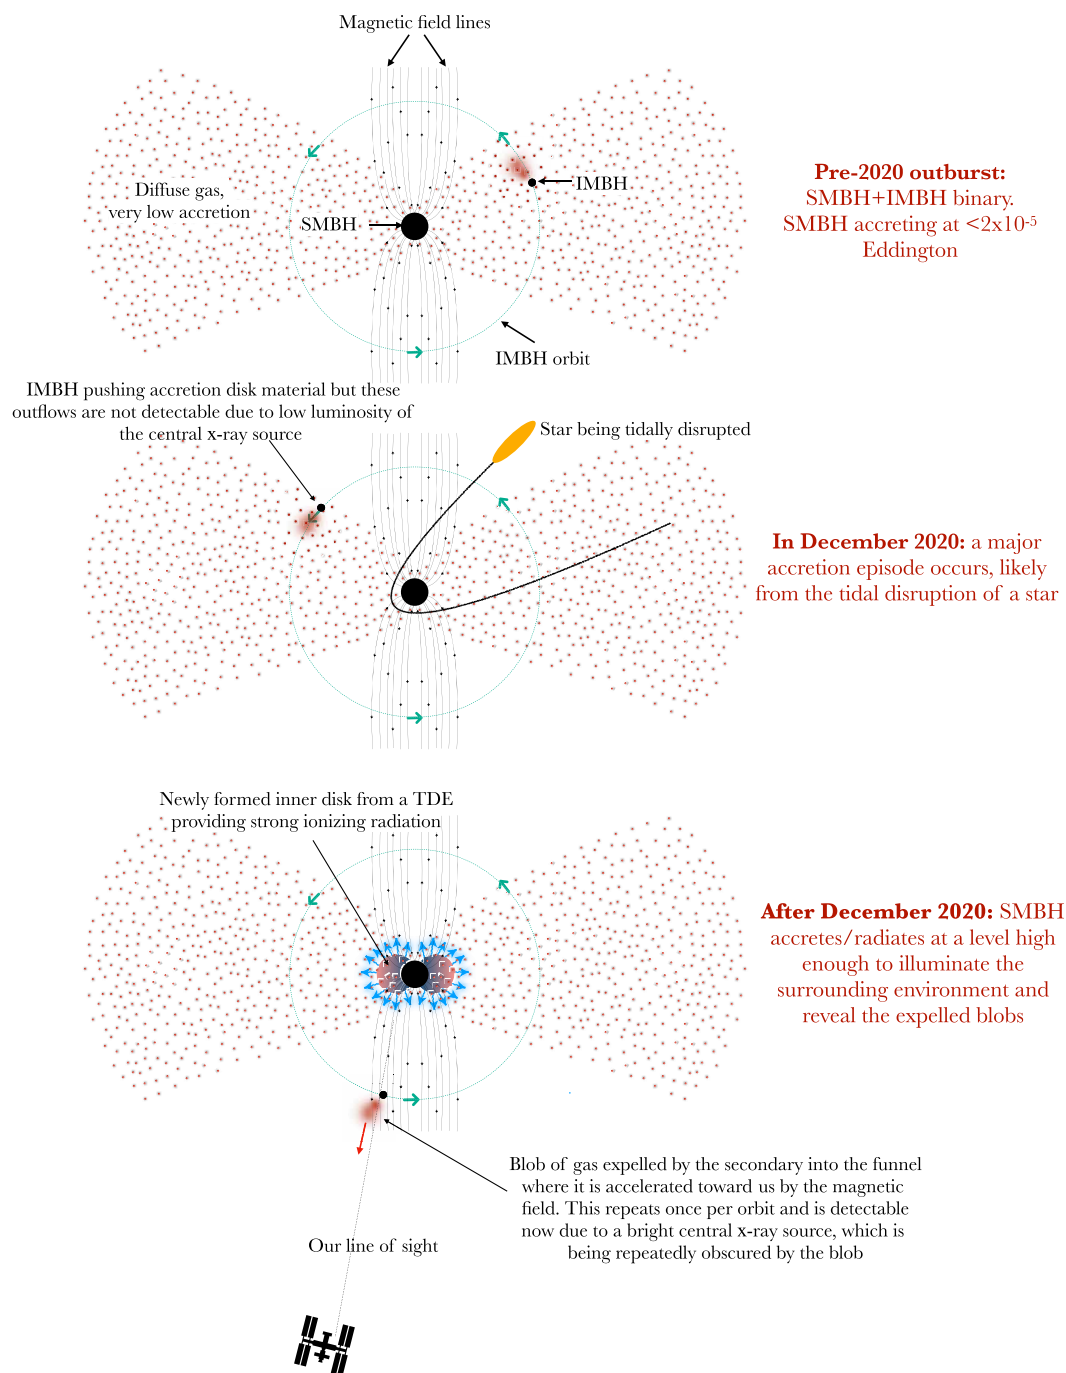 Magnetic field lines
Diffuse gas,
very low accretion
SMBH
IMBH
IMBH orbit
Pre-2020 outburst:
SMBH+IMBH binary.
SMBH accreting at <2x10⁻⁵
Eddington
IMBH pushing accretion disk material but these
outflows are not detectable due to low luminosity of
the central x-ray source
Star being tidally disrupted
In December 2020: a major
accretion episode occurs, likely
from the tidal disruption of a star
Newly formed inner disk from a TDE
providing strong ionizing radiation
After December 2020: SMBH
accretes/radiates at a level high
enough to illuminate the
surrounding environment and
reveal the expelled blobs
Blob of gas expelled by the secondary into the funnel
where it is accelerated toward us by the magnetic
field. This repeats once per orbit and is detectable
now due to a bright central x-ray source, which is
being repeatedly obscured by the blob
Our line of sight